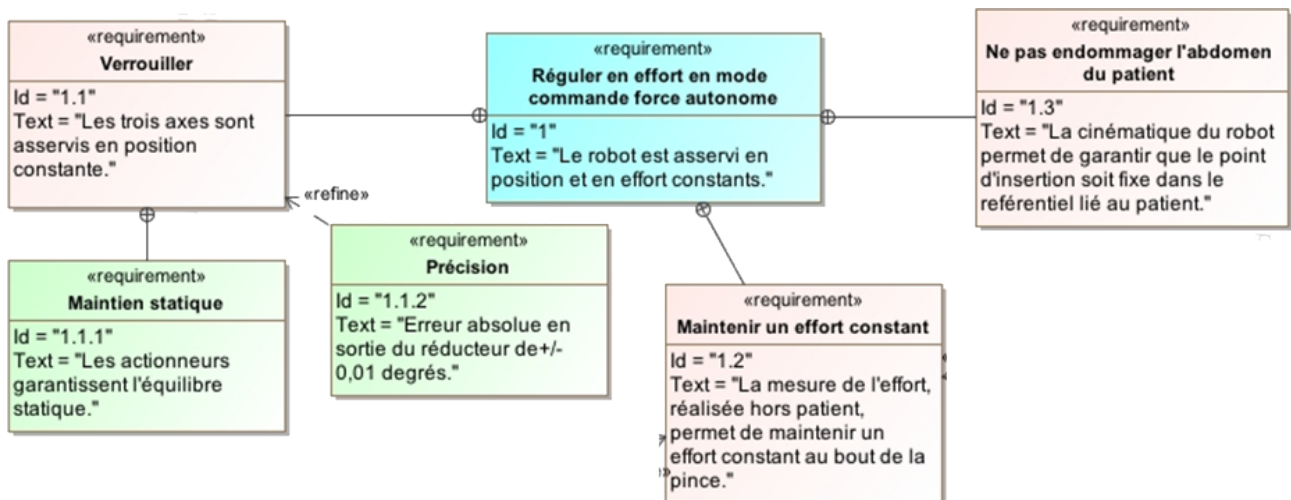 «requirement»
Verrouiller
Id = "1.1"
Text = "Les trois axes sont
asservis en position
constante."
«requirement»
Réguler en effort en mode
commande force autonome
Id = "1"
Text = "Le robot est asservi en
position et en effort constants."
«requirement»
Ne pas endommager l'abdomen
du patient
Id = "1.3"
Text = "La cinématique du robot
permet de garantir que le point
d'insertion soit fixe dans le
reférentiel lié au patient."
«refine»
«requirement»
Maintien statique
Id = "1.1.1"
Text = "Les actionneurs
garantissent l'équilibre
statique."
«requirement»
Précision
Id = "1.1.2"
Text = "Erreur absolue en
sortie du réducteur de+/-
0,01 degrés."
«requirement»
Maintenir un effort constant
Id = "1.2"
Text = "La mesure de l'effort,
réalisée hors patient,
permet de maintenir un
effort constant au bout de la
pince."